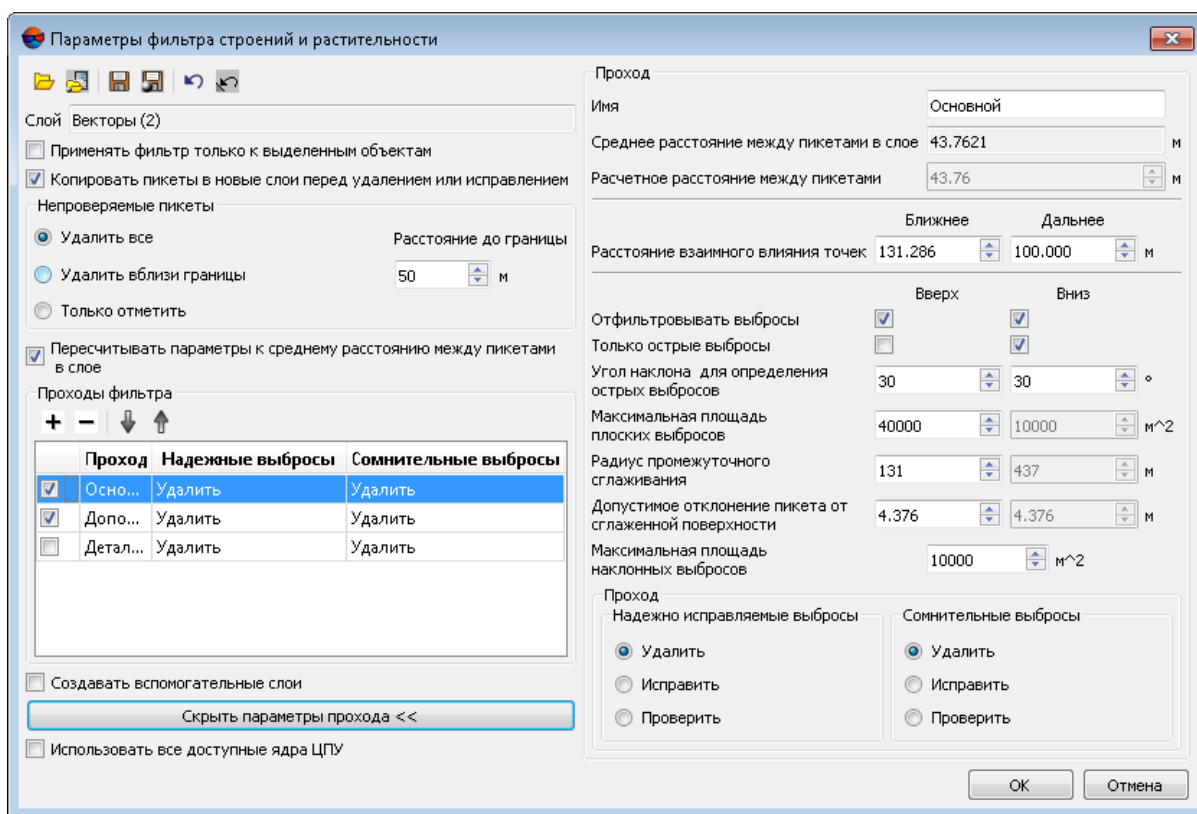 Параметры фильтра строений и растительности
Слой Векторы (2)
Применять фильтр только к выделенным объектам
Копировать пикеты в новые слои перед удалением или исправлением
Непроверяемые пикеты
Удалить все
Расстояние до границы
Удалить вблизи границы
50 м
Только отметить
Пересчитывать параметры к среднему расстоянию между пикетами
в слое
Проходы фильтра
Проход Надежные выбросы Сомнительные выбросы
Осно... Удалить Удалить
Допо... Удалить Удалить
Детал... Удалить Удалить
Создавать вспомогательные слои
Скрыть параметры прохода <<
Использовать все доступные ядра ЦПУ
Проход
Имя Основной
Среднее расстояние между пикетами в слое 43.7621 м
Расчетное расстояние между пикетами 43.76 м
Ближнее Дальнее
Расстояние взаимного влияния точек 131.286 100.000 м
Вверх Вниз
Отфильтровывать выбросы
Только острые выбросы
Угол наклона для определения
острых выбросов
30 30 °
Максимальная площадь
плоских выбросов
40000 10000 м^2
Радиус промежуточного
сглаживания
131 437 м
Допустимое отклонение пикета от
сглаженной поверхности
4.376 4.376 м
Максимальная площадь
наклонных выбросов
10000 м^2
Проход
Надежно исправляемые выбросы
Удалить
Исправить
Проверить
Сомнительные выбросы
Удалить
Исправить
Проверить
OK Отмена